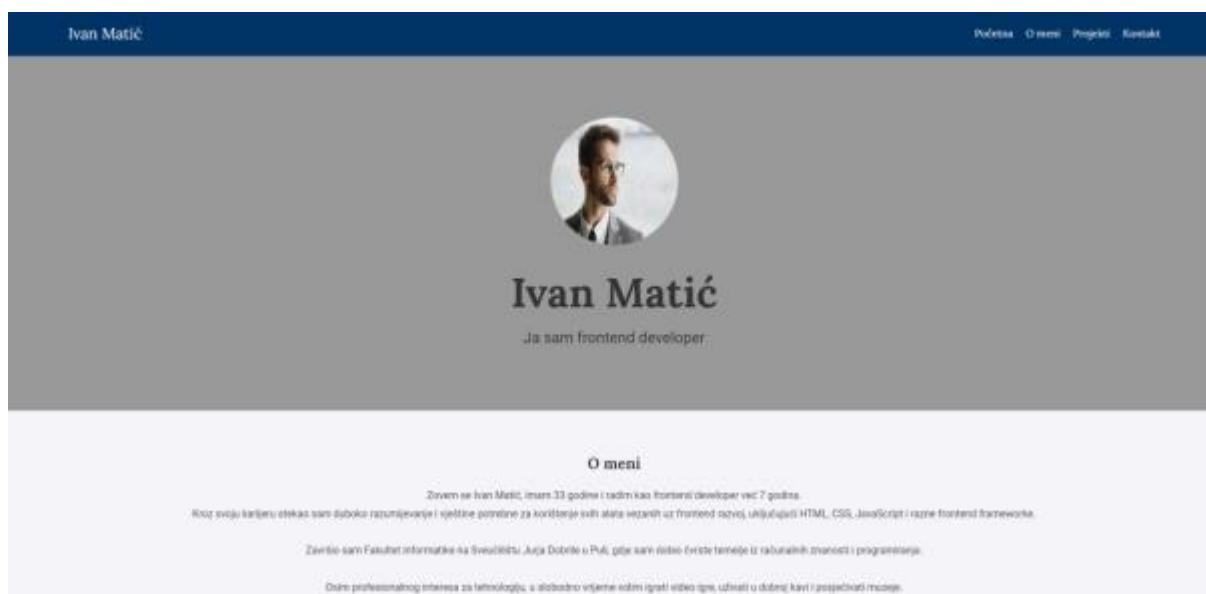 Ivan Matić
Početna O meni Projekti Kontakt
Ivan Matić
Ja sam frontend developer
O meni
Zovem se Ivan Matić, imam 33 godine i radim kao frontend developer već 7 godina.
Kroz svoju karijeru stekao sam duboko razumijevanje i vještine potrebne za korištenje svih alata vezanih uz frontend razvoj, uključujući HTML, CSS, JavaScript i razne frontend frameworke.
Završio sam Fakultet informatike na Sveučilištu Jurja Dobrile u Puli, gdje sam dobio čvrste temelje iz računalnih znanosti i programiranja.
Osim profesionalnog interesa za tehnologiju, u slobodno vrijeme volim igrati video igre, uživati u dobroj kavi i posjećivati muzeje.